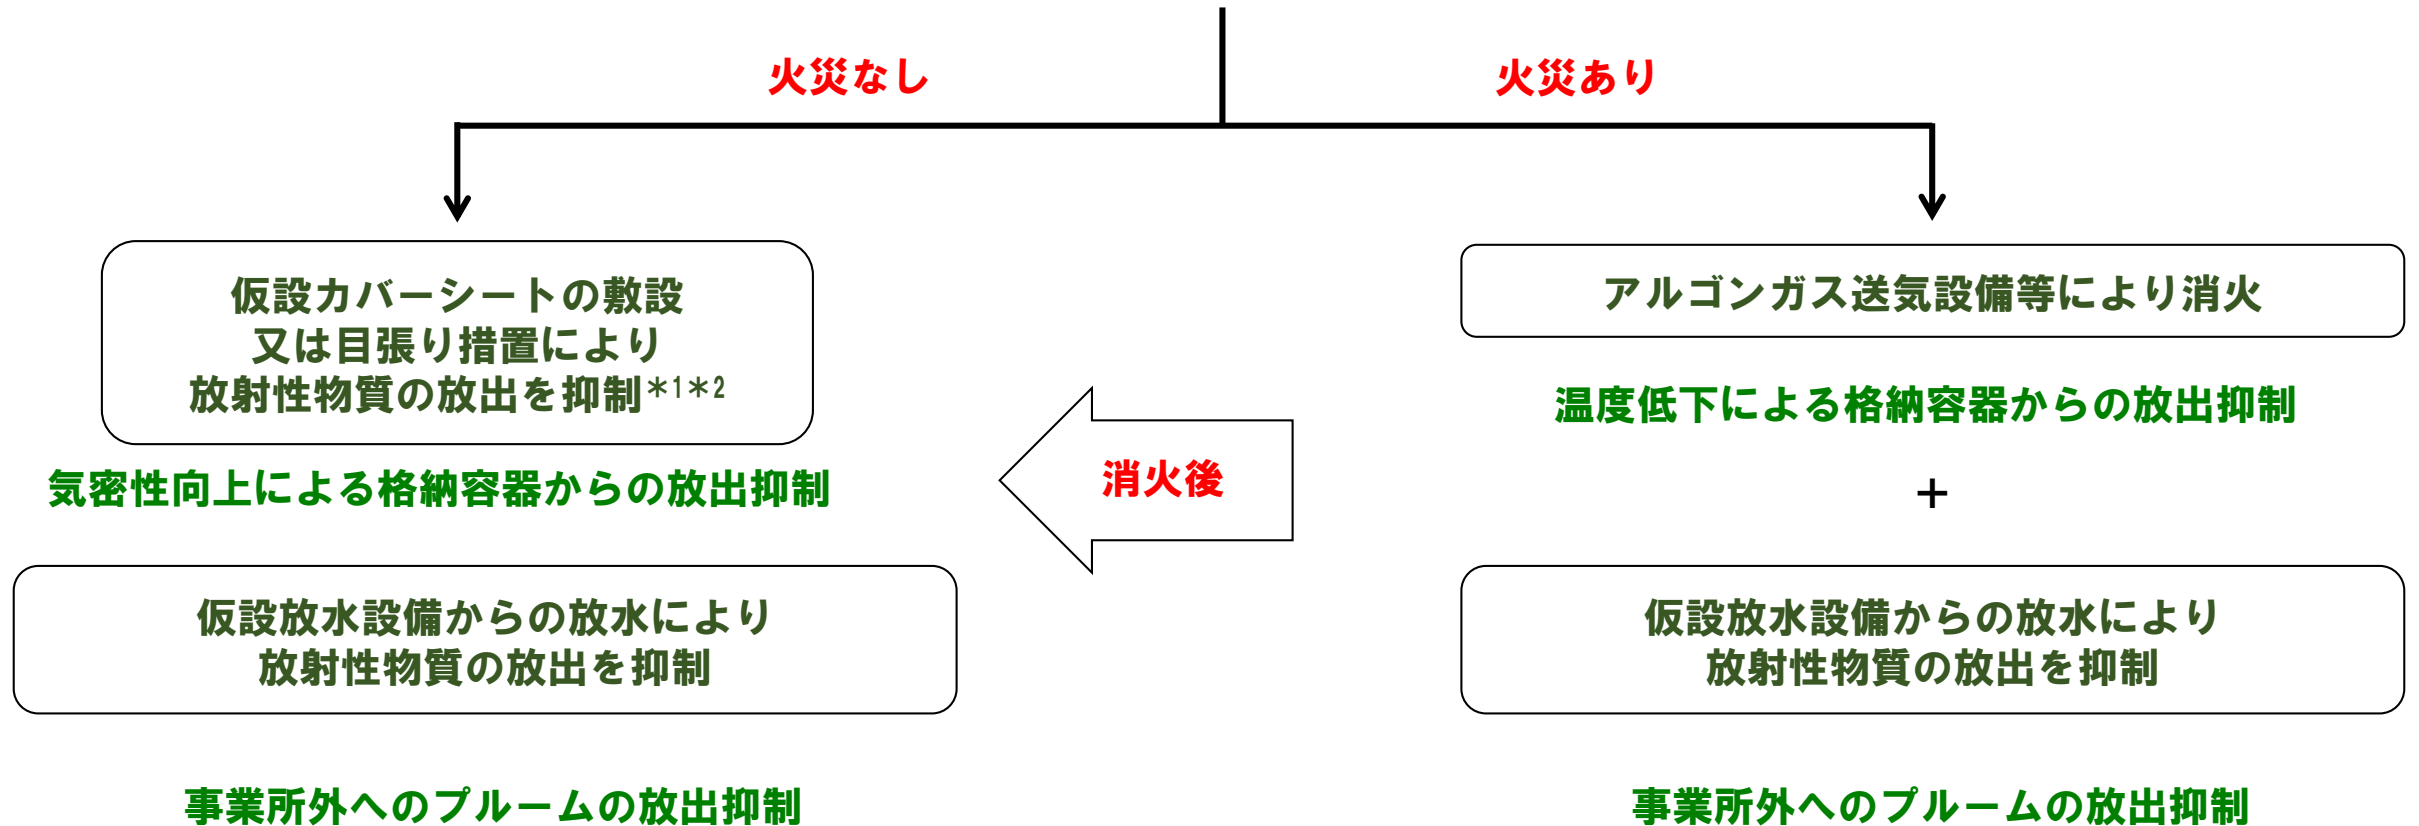 火災なし
火災あり
仮設カバーシートの敷設
又は目張り措置により
放射性物質の放出を抑制*1*2
気密性向上による格納容器からの放出抑制
仮設放水設備からの放水により
放射性物質の放出を抑制
事業所外へのプルームの放出抑制
消火後
アルゴンガス送気設備等により消火
温度低下による格納容器からの放出抑制
+
仮設放水設備からの放水により
放射性物質の放出を抑制
事業所外へのプルームの放出抑制